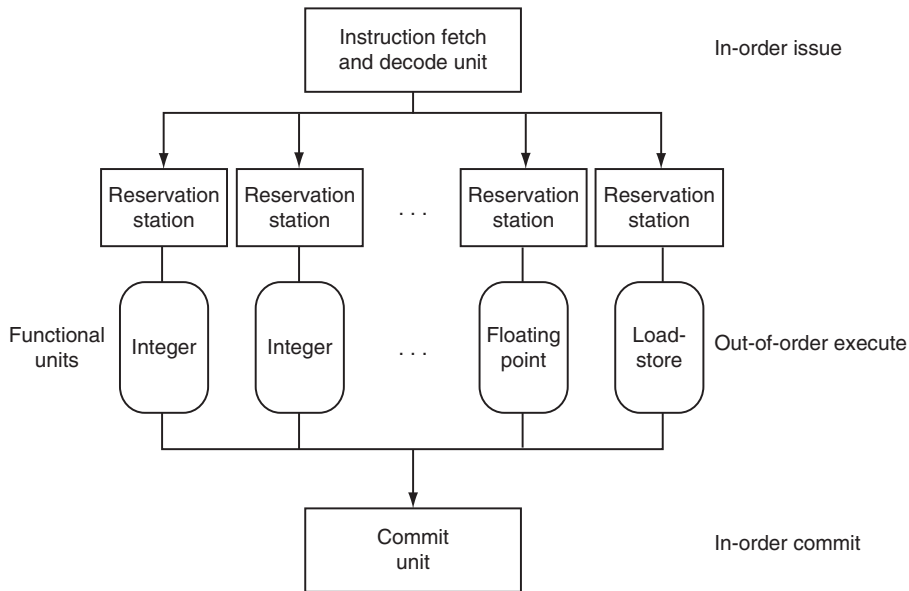 Instruction fetch
and decode unit
In-order issue
Reservation
station
Reservation
station
. . .
Reservation
station
Reservation
station
Functional
units
Integer
Integer
. . .
Floating
point
Load-
store
Out-of-order execute
Commit
unit
In-order commit